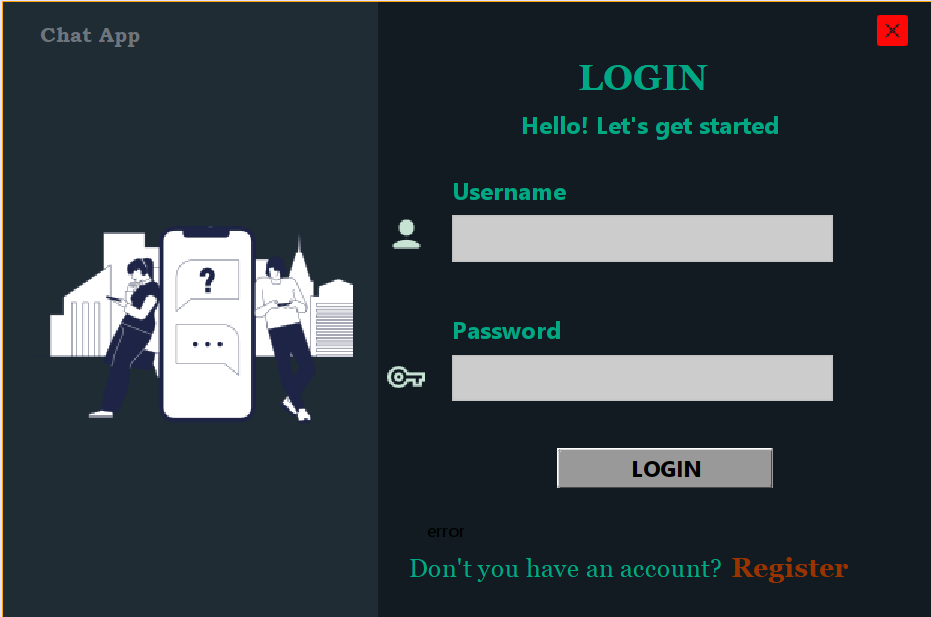 Chat App
LOGIN
Hello! Let's get started
Username
?
Password
LOGIN
error
Don't you have an account? Register